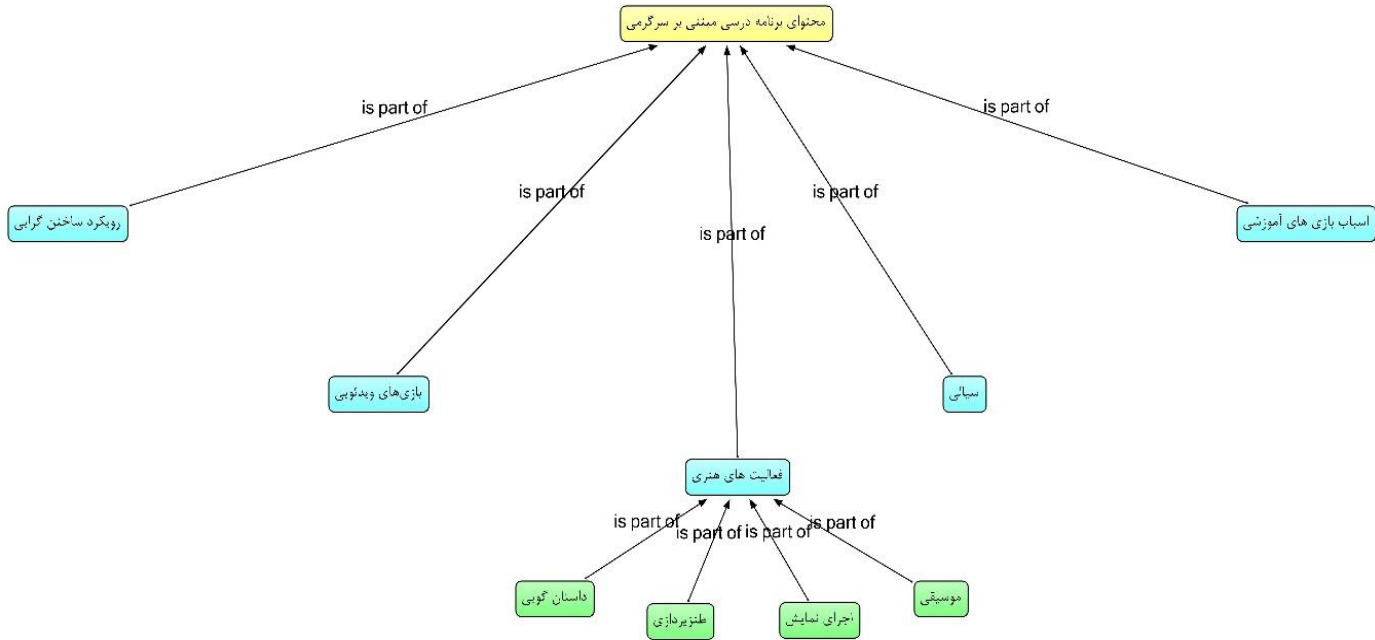 محتوای برنامه درسی مبتنی بر سرگرمی
is part of
is part of
is part of
is part of
is part of
رویکرد ساختن گرایی
اسباب بازی های آموزشی
بازی‌های ویدئویی
سیالی
فعالیت های هنری
is part of
is part of
is part of
is part of
داستان گویی
طنزپردازی
اجرای نمایش
موسیقی